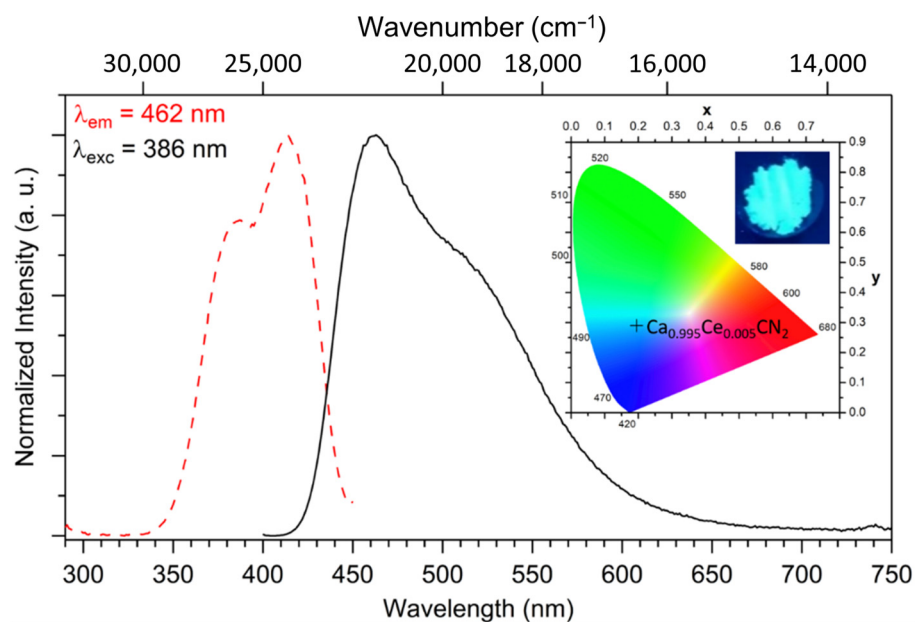 Wavenumber (cm⁻¹)
30,000 25,000 20,000 18,000 16,000 14,000
λem = 462 nm
λexc = 386 nm
x
0.0 0.1 0.2 0.3 0.4 0.5 0.6 0.7
0.9
0.8
0.7
0.6
0.5
0.4
0.3
0.2
0.1
0.0
y
520
510
550
500
580
600
490
680
470
420
Ca0.995Ce0.005CN2
Normalized Intensity (a. u.)
300 350 400 450 500 550 600 650 700 750
Wavelength (nm)